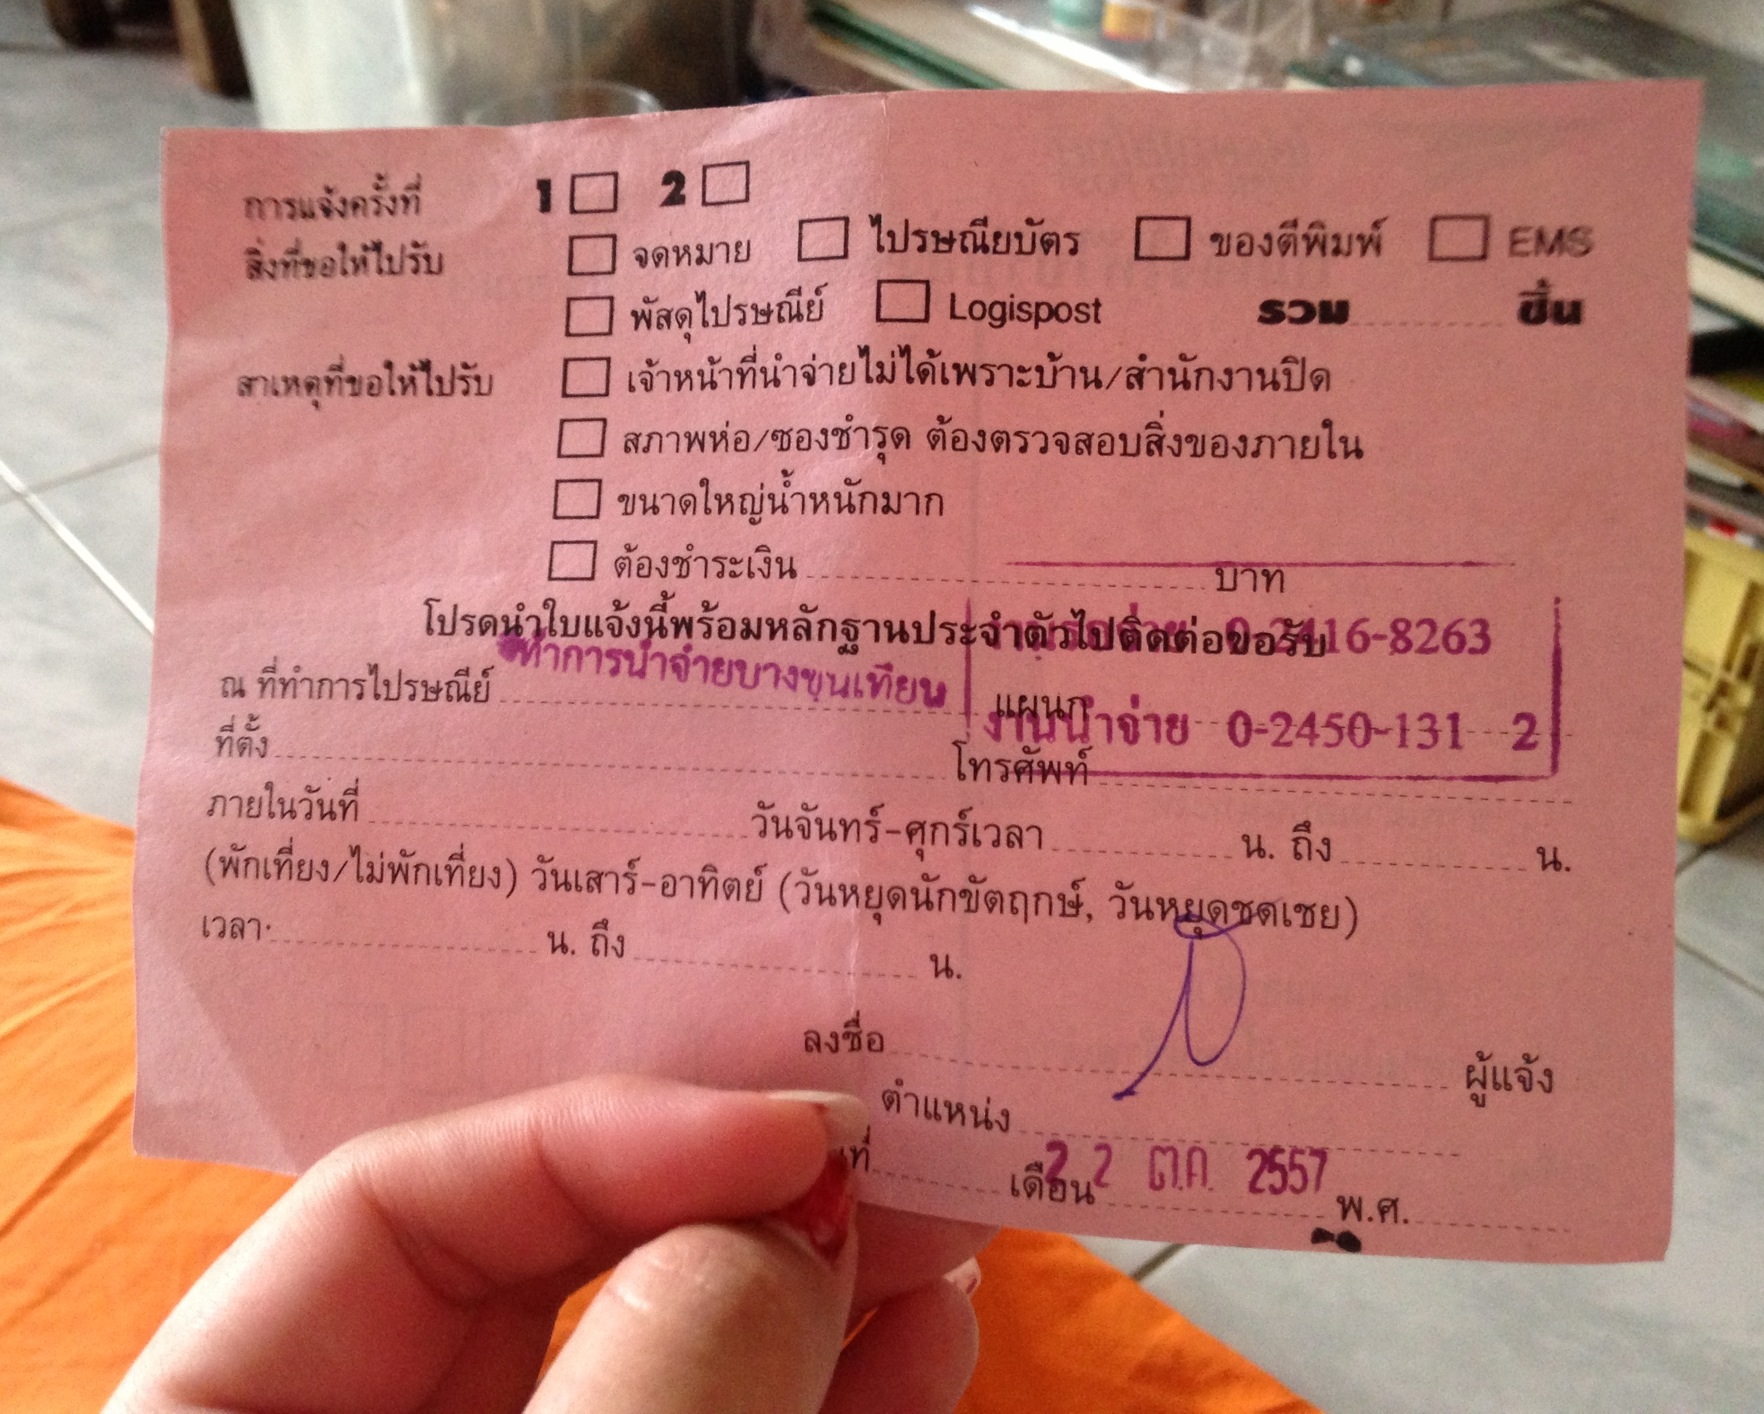 การแจ้งครั้งที่ 1 2
สิ่งที่ขอให้ไปรับ จดหมาย ไปรษณียบัตร ของตีพิมพ์ EMS
พัสดุไปรษณีย์ Logispost รวม ชิ้น
สาเหตุที่ขอให้ไปรับ เจ้าหน้าที่นำจ่ายไม่ได้เพราะบ้าน/สำนักงานปิด
สภาพห่อ/ซองชำรุด ต้องตรวจสอบสิ่งของภายใน
ขนาดใหญ่น้ำหนักมาก
ต้องชำระเงิน บาท
โปรดนำใบแจ้งนี้พร้อมหลักฐานประจำตัวไปติดต่อขอรับ
0-2416-8263
ณ ที่ทำการไปรษณีย์ ที่ทำการนำจ่ายบางขุนเทียน แผนก
งานนำจ่าย 0-2450-131 2
ที่ตั้ง โทรศัพท์
ภายในวันที่ วันจันทร์-ศุกร์เวลา น. ถึง น.
(พักเที่ยง/ไม่พักเที่ยง) วันเสาร์-อาทิตย์ (วันหยุดนักขัตฤกษ์, วันหยุดชดเชย)
เวลา น. ถึง น.
ลงชื่อ ผู้แจ้ง
ตำแหน่ง
2 2 ต.ค. 2557
ที่ เดือน พ.ศ.